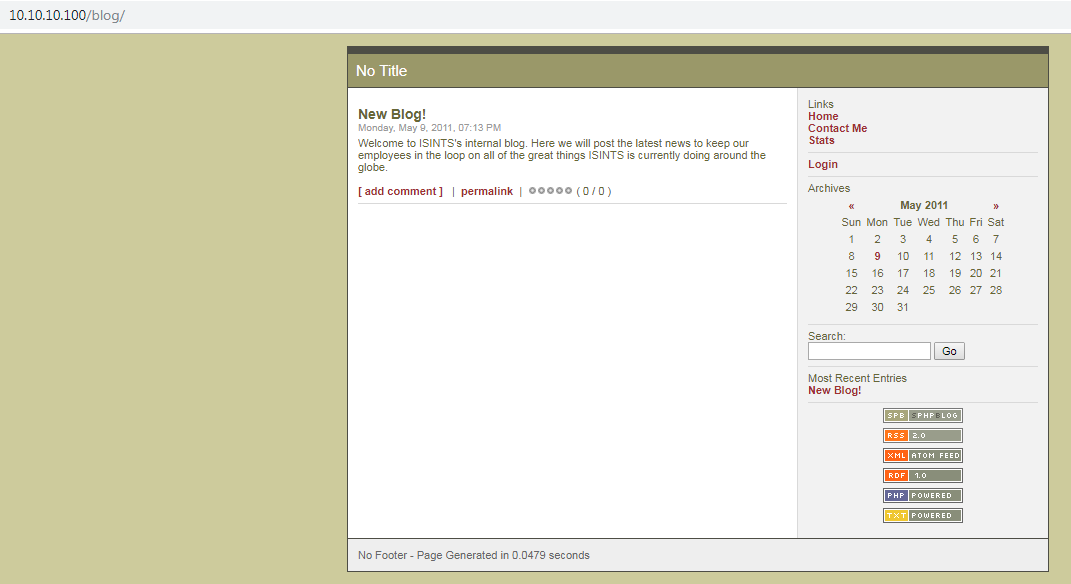 10.10.10.100/blog/
No Title
New Blog!
Monday, May 9, 2011, 07:13 PM
Welcome to ISINTS's internal blog. Here we will post the latest news to keep our
employees in the loop on all of the great things ISINTS is currently doing around the
globe.
[ add comment ] | permalink | ( 0 / 0 )
Links
Home
Contact Me
Stats
Login
Archives
« May 2011 »
Sun Mon Tue Wed Thu Fri Sat
1 2 3 4 5 6 7
8 9 10 11 12 13 14
15 16 17 18 19 20 21
22 23 24 25 26 27 28
29 30 31
Search:
Go
Most Recent Entries
New Blog!
SPB SPHPBLOG
RSS 2.0
XML ATOM FEED
RDF 1.0
PHP POWERED
TXT POWERED
No Footer - Page Generated in 0.0479 seconds